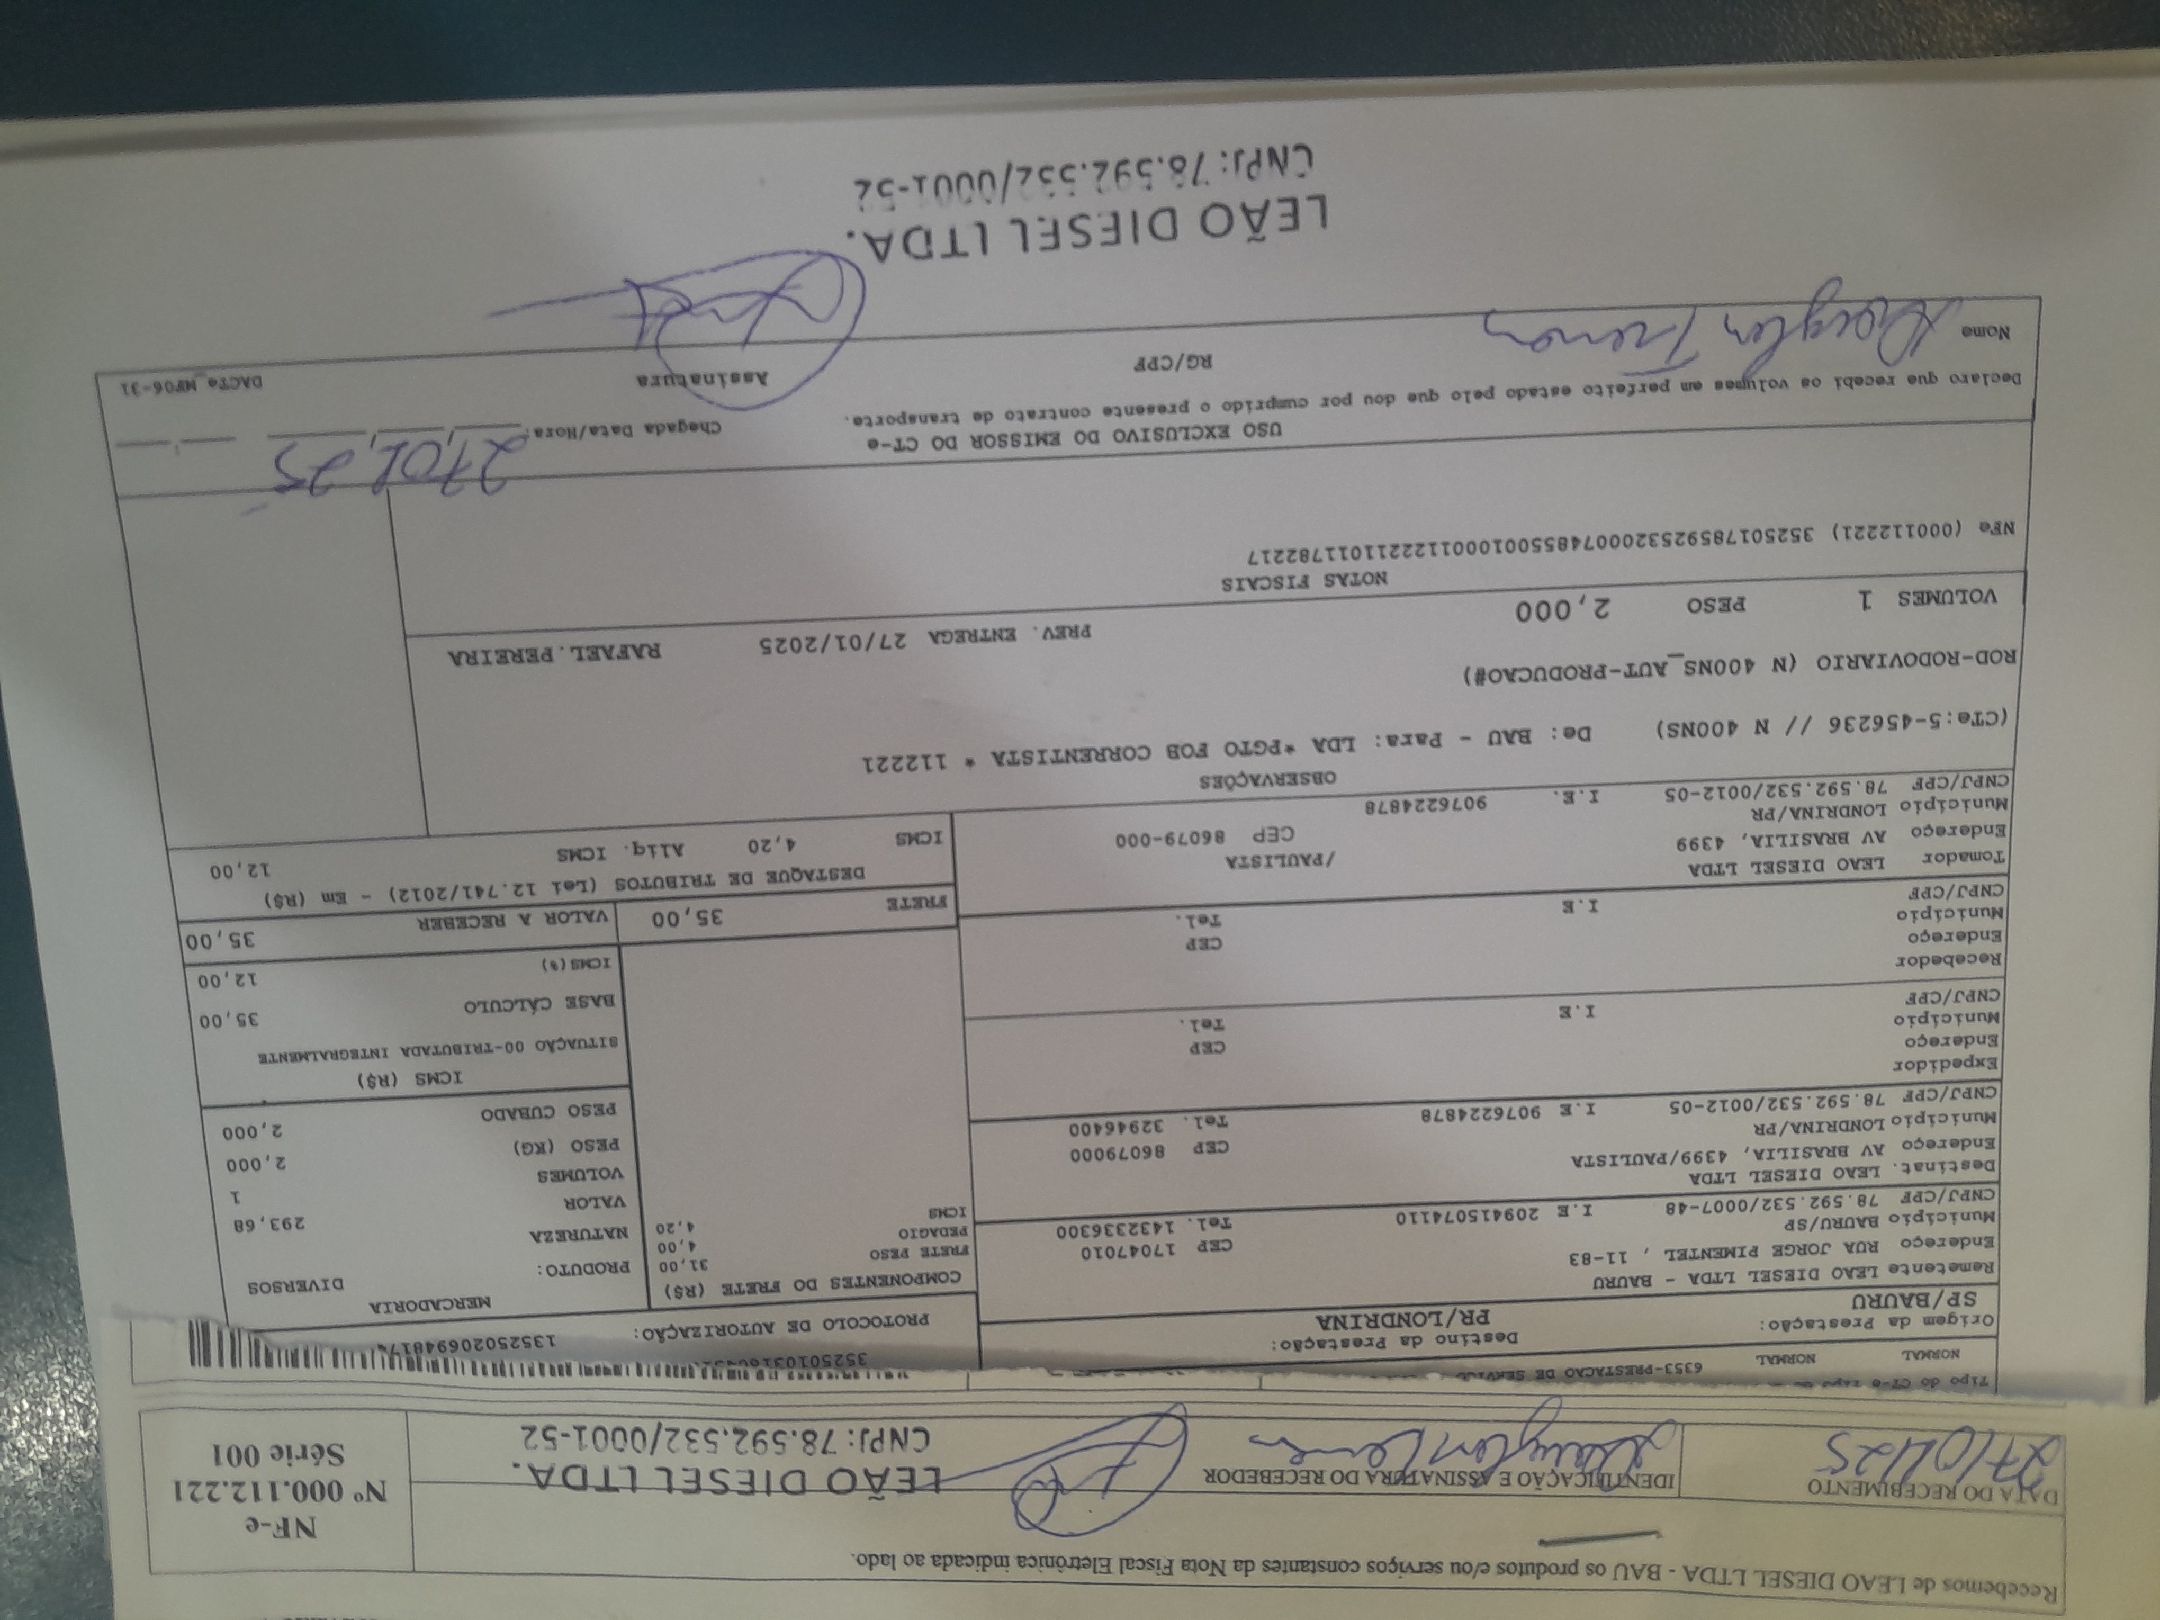 Recebemos de LEAO DIESEL LTDA - BAU os produtos e/ou serviços constantes da Nota Fiscal Eletrônica indicada ao lado.
NF-e
Nº 000.112.221
Série 001
DATA DO RECEBIMENTO
27/01/25
IDENTIFICAÇÃO E ASSINATURA DO RECEBEDOR
LEÃO DIESEL LTDA.
CNPJ: 78.592.532/0001-52
Tipo do CT-e
NORMAL NORMAL
6353-PRESTACAO DE
Origem da Prestação:
SP/BAURU
Destino da Prestação:
PR/LONDRINA
PROTOCOLO DE AUTORIZAÇÃO:
Remetente LEAO DIESEL LTDA - BAURU
Endereço RUA JORGE PIMENTEL , 11-83 CEP 17047010
Município BAURU/SP Tel. 143236300
CNPJ/CPF 78.592.532/0007-48 I.E 209415074110
Destinat. LEAO DIESEL LTDA
Endereço AV BRASILIA, 4399/PAULISTA CEP 86079000
Município LONDRINA/PR Tel. 32946400
CNPJ/CPF 78.592.532/0012-05 I.E 9076224878
Expedidor
Endereço CEP
Município Tel.
CNPJ/CPF I.E
Recebedor
Endereço CEP
Município Tel.
CNPJ/CPF I.E
Tomador LEAO DIESEL LTDA
Endereço AV BRASILIA, 4399 /PAULISTA
Município LONDRINA/PR CEP 86079-000
CNPJ/CPF 78.592.532/0012-05 I.E. 9076224878
COMPONENTES DO FRETE (R$)
FRETE PESO 31,00
PEDAGIO 4,00
ICMS 4,20
FRETE 35,00
MERCADORIA
PRODUTO: DIVERSOS
NATUREZA
VALOR 293,68
VOLUMES 1
PESO (KG) 2,000
PESO CUBADO 2,000
ICMS (R$)
SITUAÇÃO 00-TRIBUTADA INTEGRALMENTE
BASE CÁLCULO 35,00
ICMS(%) 12,00
VALOR A RECEBER 35,00
DESTAQUE DE TRIBUTOS (Lei 12.741/2012) - Em (R$)
ICMS 4,20 Aliq. ICMS 12,00
OBSERVAÇÕES
(CTe:5-456236 // N 400NS) De: BAU - Para: LDA *PGTO FOB CORRENTISTA * 112221
ROD-RODOVIARIO (N 400NS_AUT-PRODUCAO#)
PREV. ENTREGA 27/01/2025 RAFAEL.PEREIRA
VOLUMES 1 PESO 2,000
NOTAS FISCAIS
NFe (000112221) 35250178592532000748550010001122211011782217
USO EXCLUSIVO DO EMISSOR DO CT-e
Declaro que recebi os volumes em perfeito estado pelo que dou por cumprido o presente contrato de transporte.
Chegada Data/Hora: 27/01/25
Nome
RG/CPF
Assinatura
DACTe_MF06-31
LEÃO DIESEL LTDA.
CNPJ: 78.592.532/0001-52